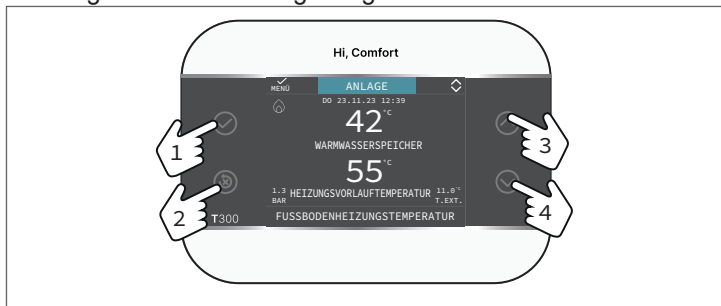 Hi, Comfort
MENÜ
ANLAGE
DO 23.11.23 12:39
42°C
WARMWASSERSPEICHER
55°C
1.3 BAR
HEIZUNGSVORLAUFTEMPERATUR
11.0°C T.EXT.
FUSSBODENHEIZUNGSTEMPERATUR
T300
1
2
3
4